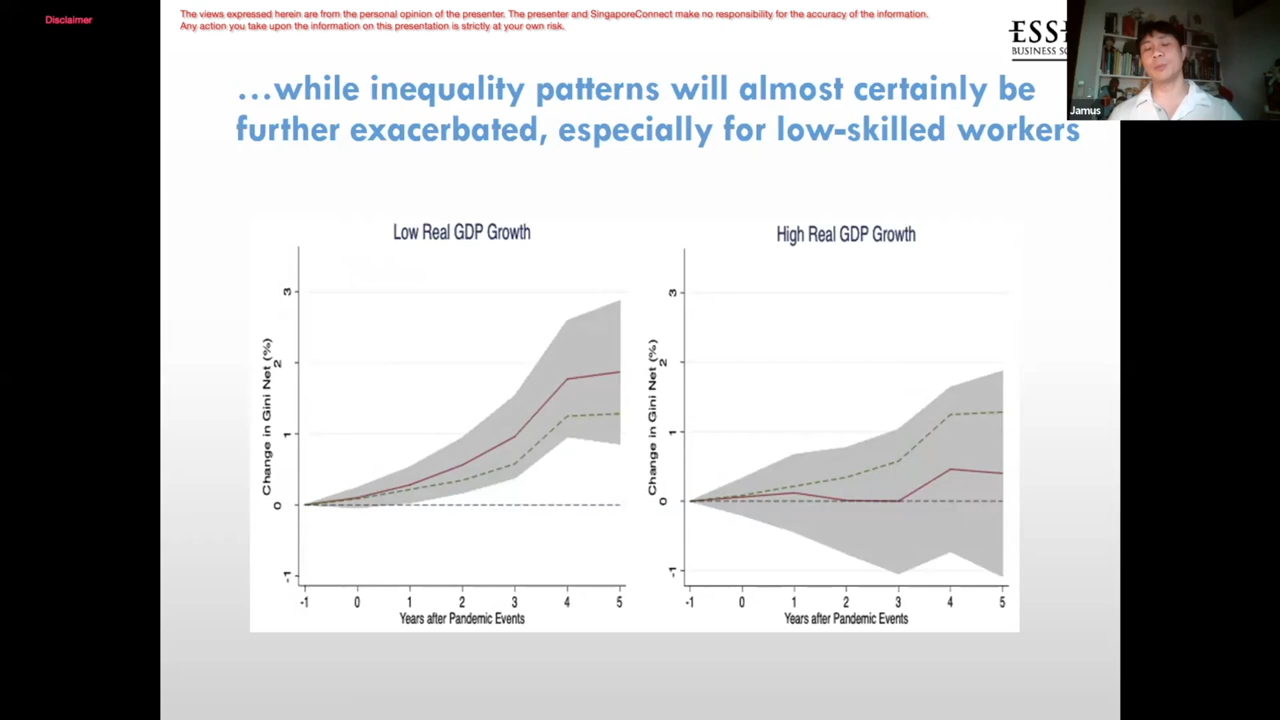 Disclaimer
The views expressed herein are from the personal opinion of the presenter. The presenter and SingaporeConnect make no responsibility for the accuracy of the information.
Any action you take upon the information on this presentation is strictly at your own risk.
BUSINESS
Jamus
...while inequality patterns will almost certainly be
further exacerbated, especially for low-skilled workers
Low Real GDP Growth
Change in Gini Net (%)
3
2
1
0
-1
-1 0 1 2 3 4 5
Years after Pandemic Events
High Real GDP Growth
Change in Gini Net (%)
3
2
1
0
-1
-1 0 1 2 3 4 5
Years after Pandemic Events